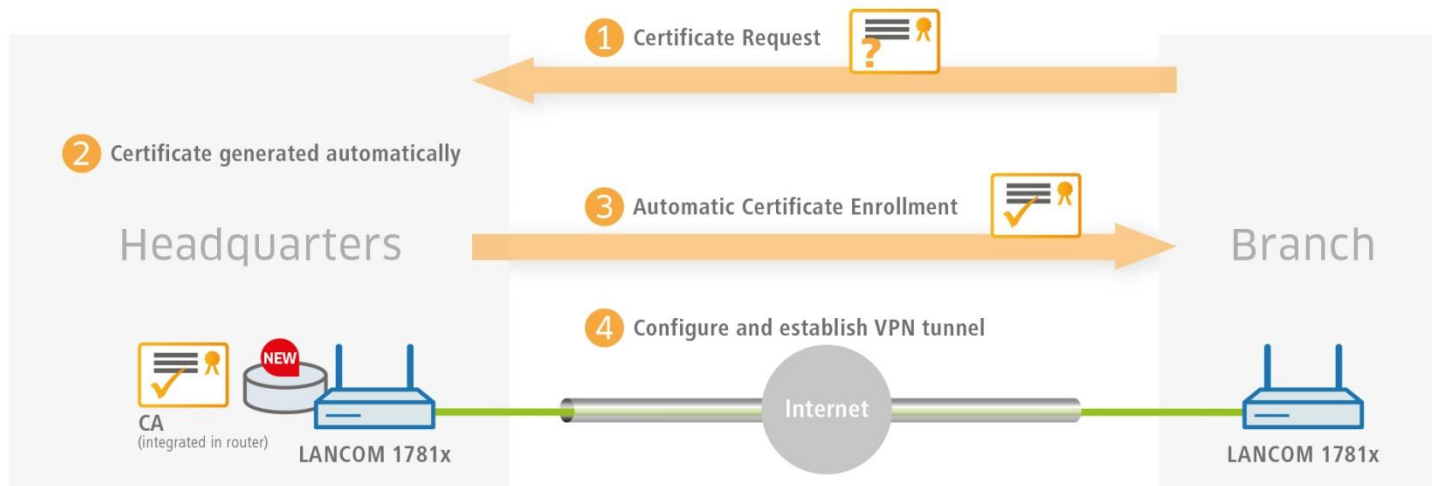 1 Certificate Request
?
2 Certificate generated automatically
3 Automatic Certificate Enrollment
Headquarters
Branch
4 Configure and establish VPN tunnel
NEW
Internet
CA
(integrated in router)
LANCOM 1781x
LANCOM 1781x